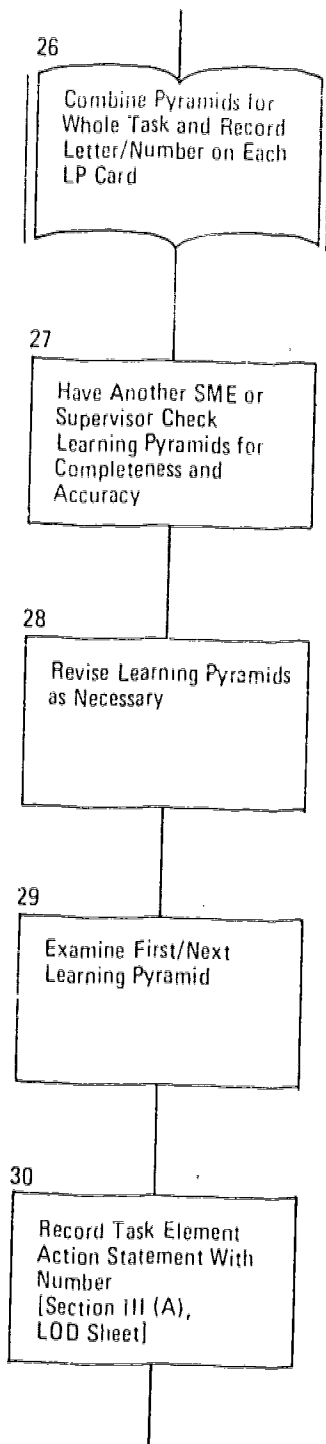 26
Combine Pyramids for
Whole Task and Record
Letter/Number on Each
LP Card
27
Have Another SME or
Supervisor Check
Learning Pyramids for
Completeness and
Accuracy
28
Revise Learning Pyramids
as Necessary
29
Examine First/Next
Learning Pyramid
30
Record Task Element
Action Statement With
Number
[Section III (A),
LOD Sheet]